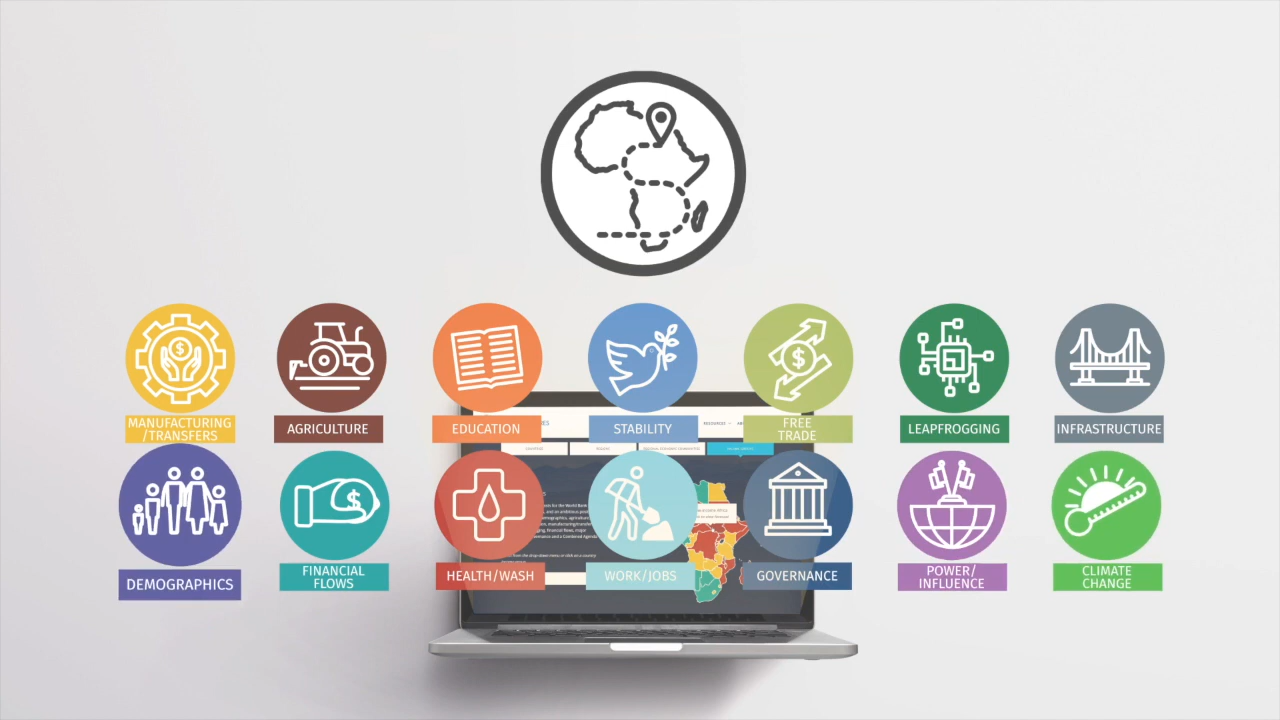 MANUFACTURING
/TRANSFERS
AGRICULTURE
EDUCATION
STABILITY
FREE
TRADE
LEAPFROGGING
INFRASTRUCTURE
RESOURCES
DEMOGRAPHICS
FINANCIAL
FLOWS
HEALTH/WASH
WORK/JOBS
GOVERNANCE
POWER/
INFLUENCE
CLIMATE
CHANGE